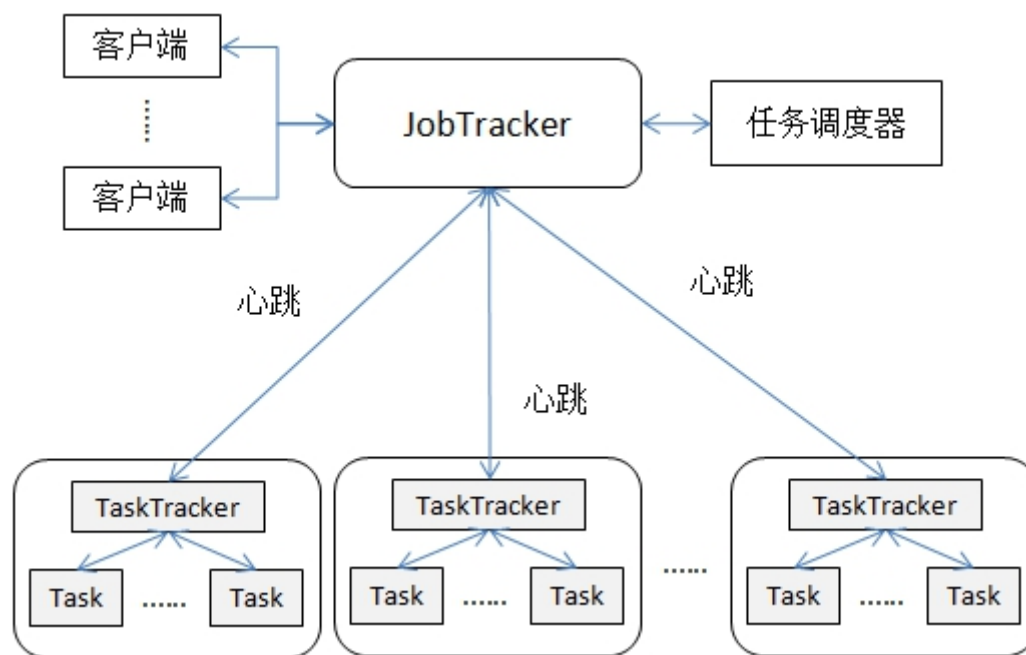 客户端
客户端
JobTracker
任务调度器
心跳
心跳
心跳
TaskTracker
Task
......
Task
TaskTracker
Task
......
Task
......
TaskTracker
Task
......
Task